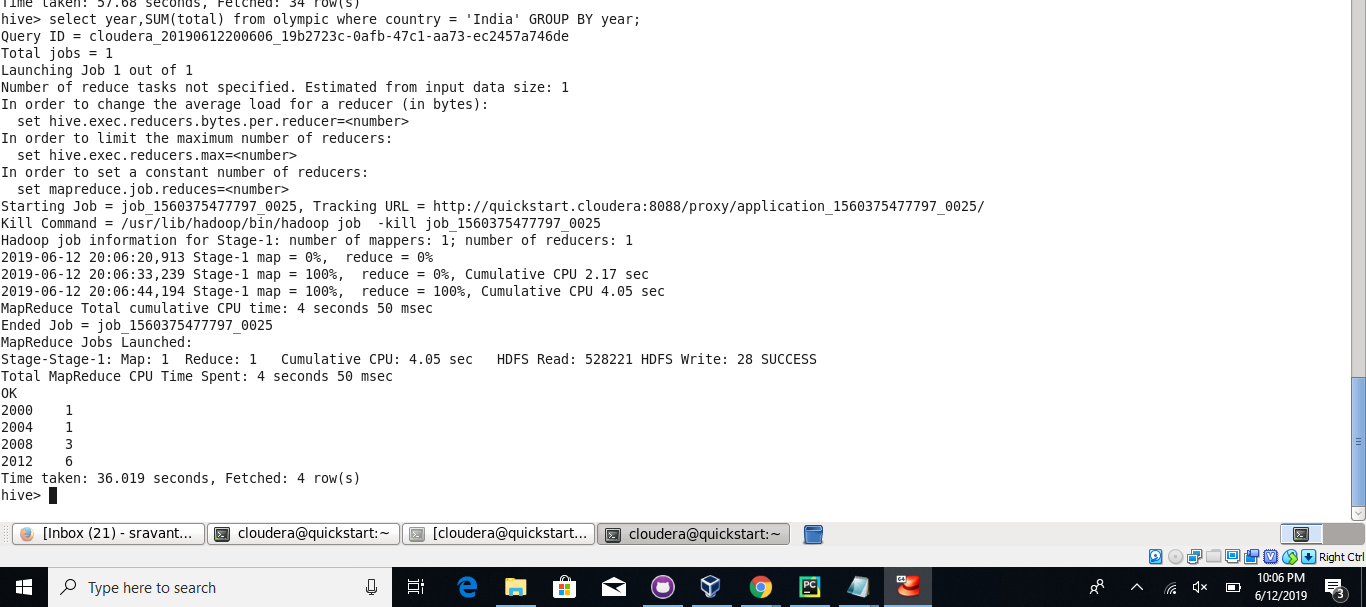 Time taken: 57.68 seconds, Fetched: 34 row(s)
hive> select year,SUM(total) from olympic where country = 'India' GROUP BY year;
Query ID = cloudera_20190612200606_19b2723c-0afb-47c1-aa73-ec2457a746de
Total jobs = 1
Launching Job 1 out of 1
Number of reduce tasks not specified. Estimated from input data size: 1
In order to change the average load for a reducer (in bytes):
  set hive.exec.reducers.bytes.per.reducer=<number>
In order to limit the maximum number of reducers:
  set hive.exec.reducers.max=<number>
In order to set a constant number of reducers:
  set mapreduce.job.reduces=<number>
Starting Job = job_1560375477797_0025, Tracking URL = http://quickstart.cloudera:8088/proxy/application_1560375477797_0025/
Kill Command = /usr/lib/hadoop/bin/hadoop job  -kill job_1560375477797_0025
Hadoop job information for Stage-1: number of mappers: 1; number of reducers: 1
2019-06-12 20:06:20,913 Stage-1 map = 0%,  reduce = 0%
2019-06-12 20:06:33,239 Stage-1 map = 100%,  reduce = 0%, Cumulative CPU 2.17 sec
2019-06-12 20:06:44,194 Stage-1 map = 100%,  reduce = 100%, Cumulative CPU 4.05 sec
MapReduce Total cumulative CPU time: 4 seconds 50 msec
Ended Job = job_1560375477797_0025
MapReduce Jobs Launched:
Stage-Stage-1: Map: 1  Reduce: 1   Cumulative CPU: 4.05 sec   HDFS Read: 528221 HDFS Write: 28 SUCCESS
Total MapReduce CPU Time Spent: 4 seconds 50 msec
OK
2000    1
2004    1
2008    3
2012    6
Time taken: 36.019 seconds, Fetched: 4 row(s)
hive>
[Inbox (21) - sravant... cloudera@quickstart:~ [cloudera@quickstart... cloudera@quickstart:~
Right Ctrl
Type here to search
PC
10:06 PM
6/12/2019
3